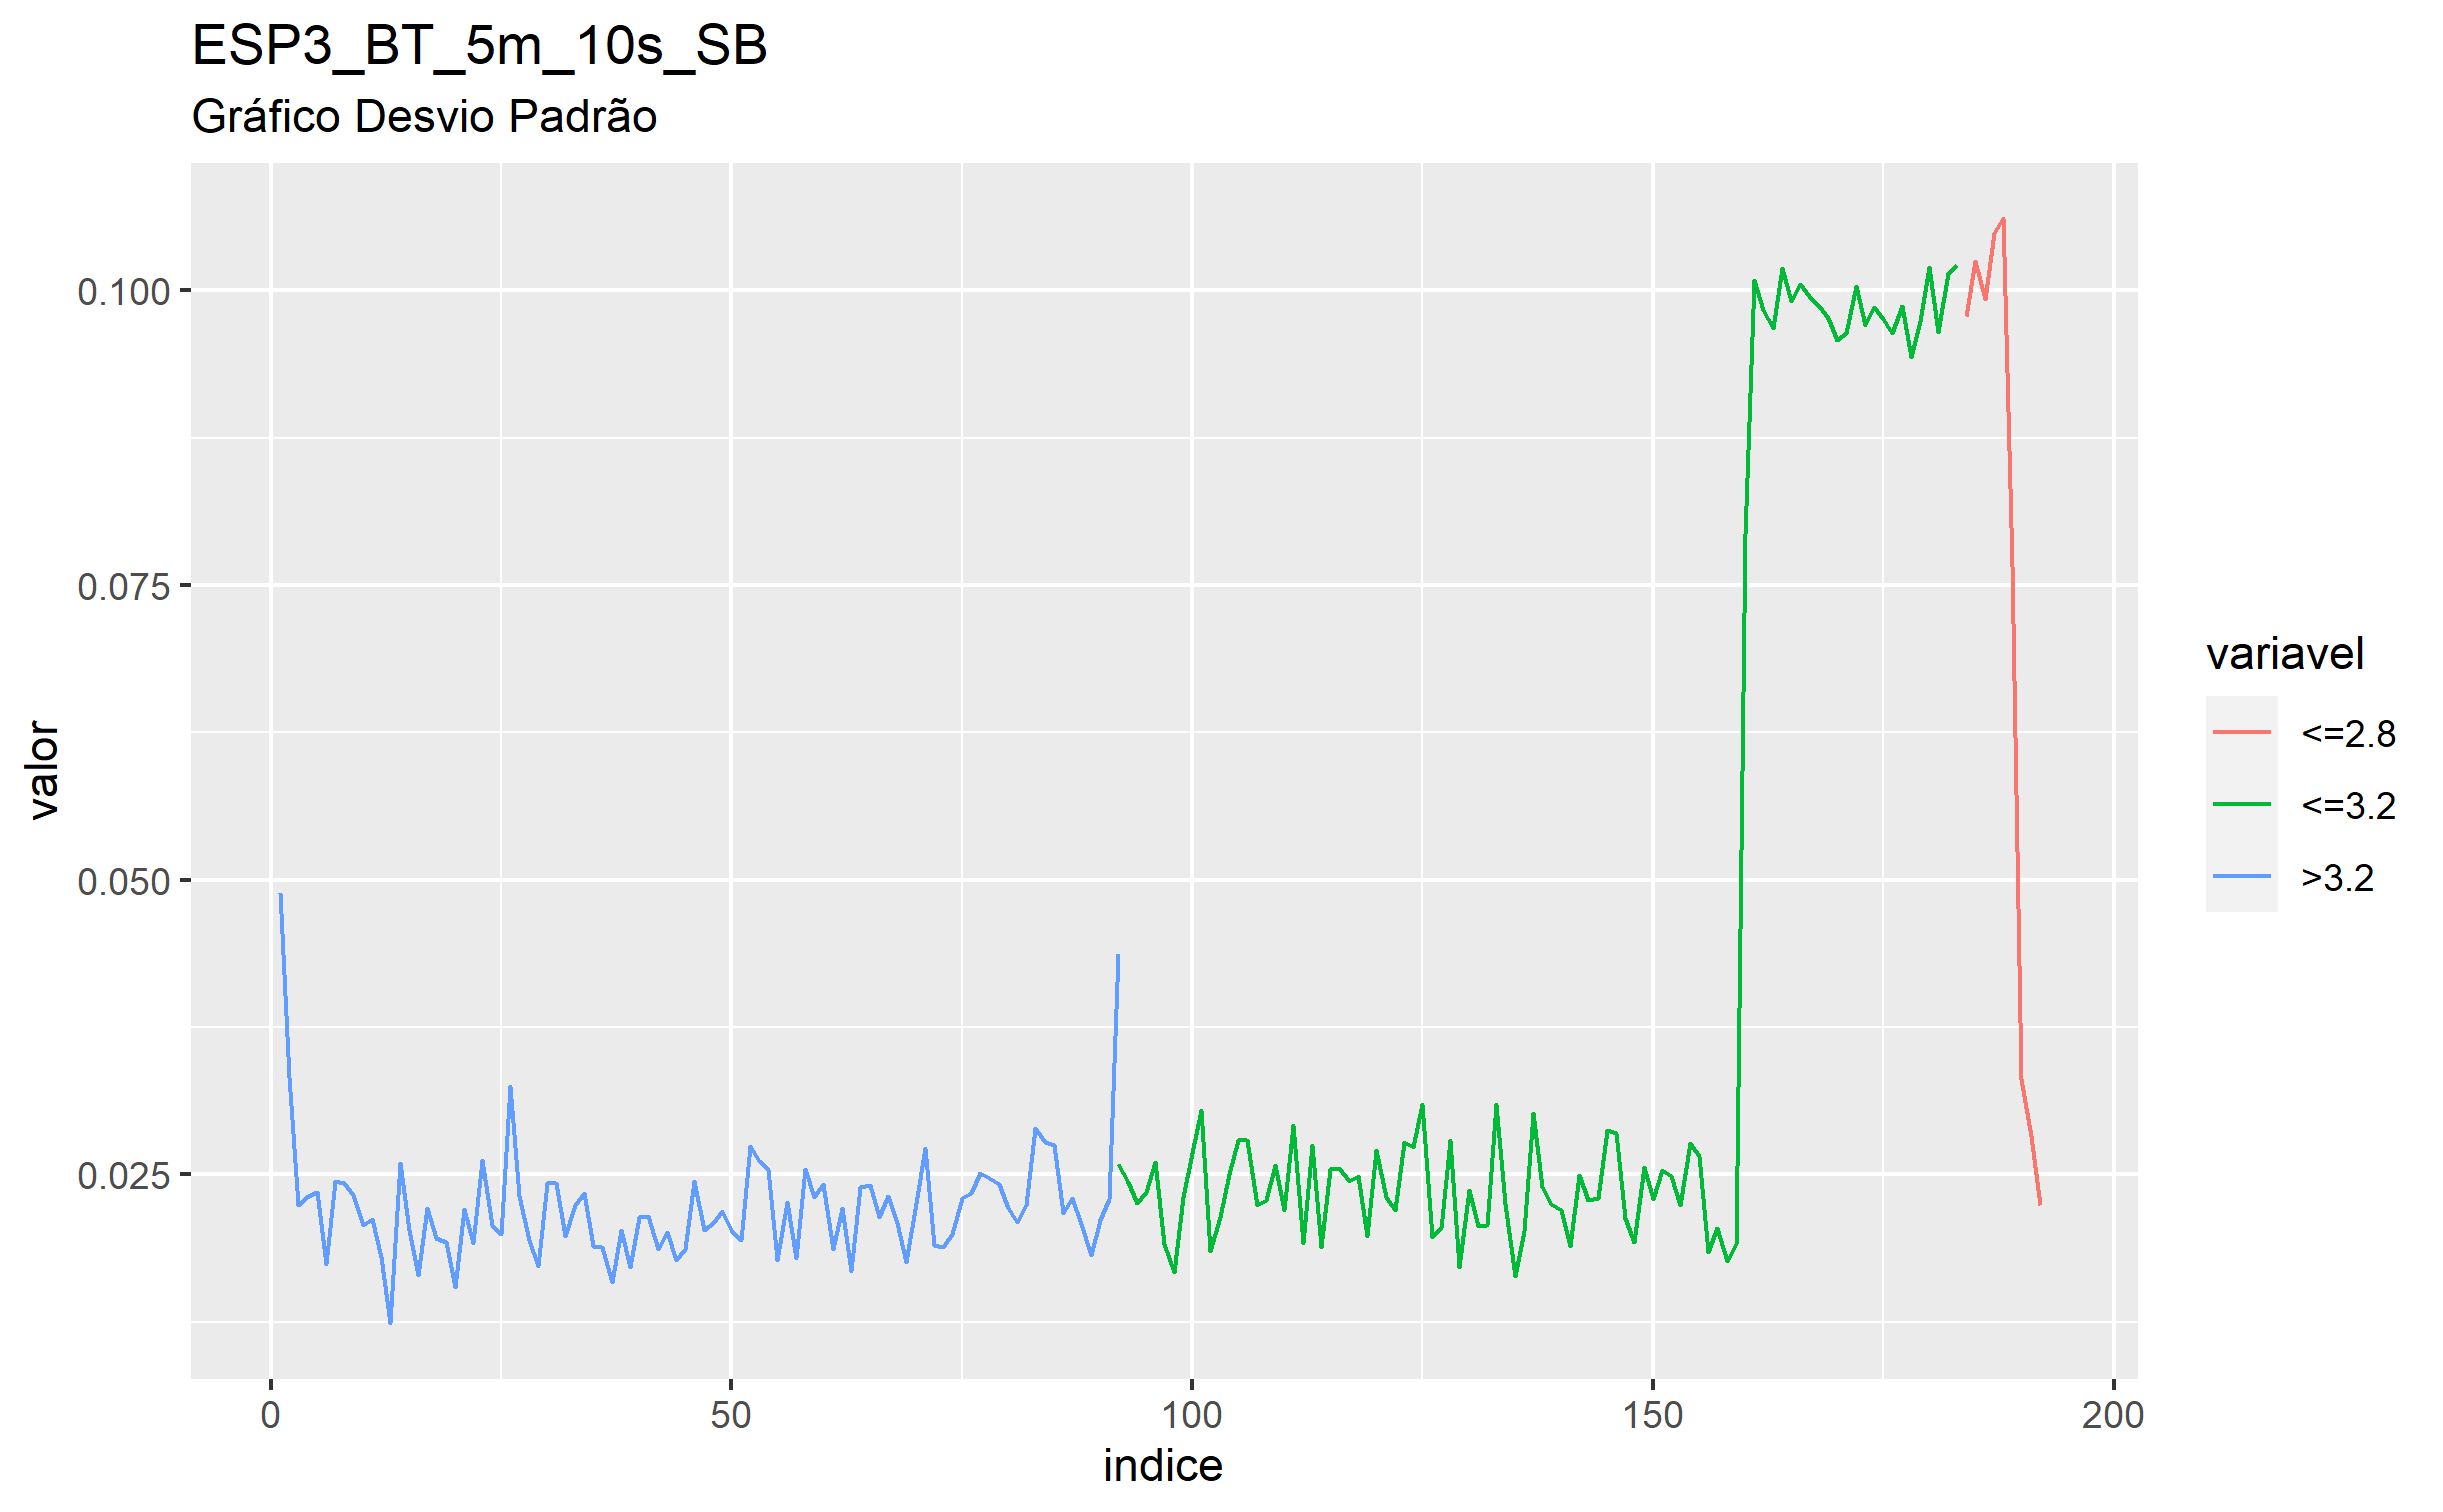 ESP3_BT_5m_10s_SB
Gráfico Desvio Padrão
valor
0.100
0.075
0.050
0.025
0 50 100 150 200
indice
variavel
<=2.8
<=3.2
>3.2